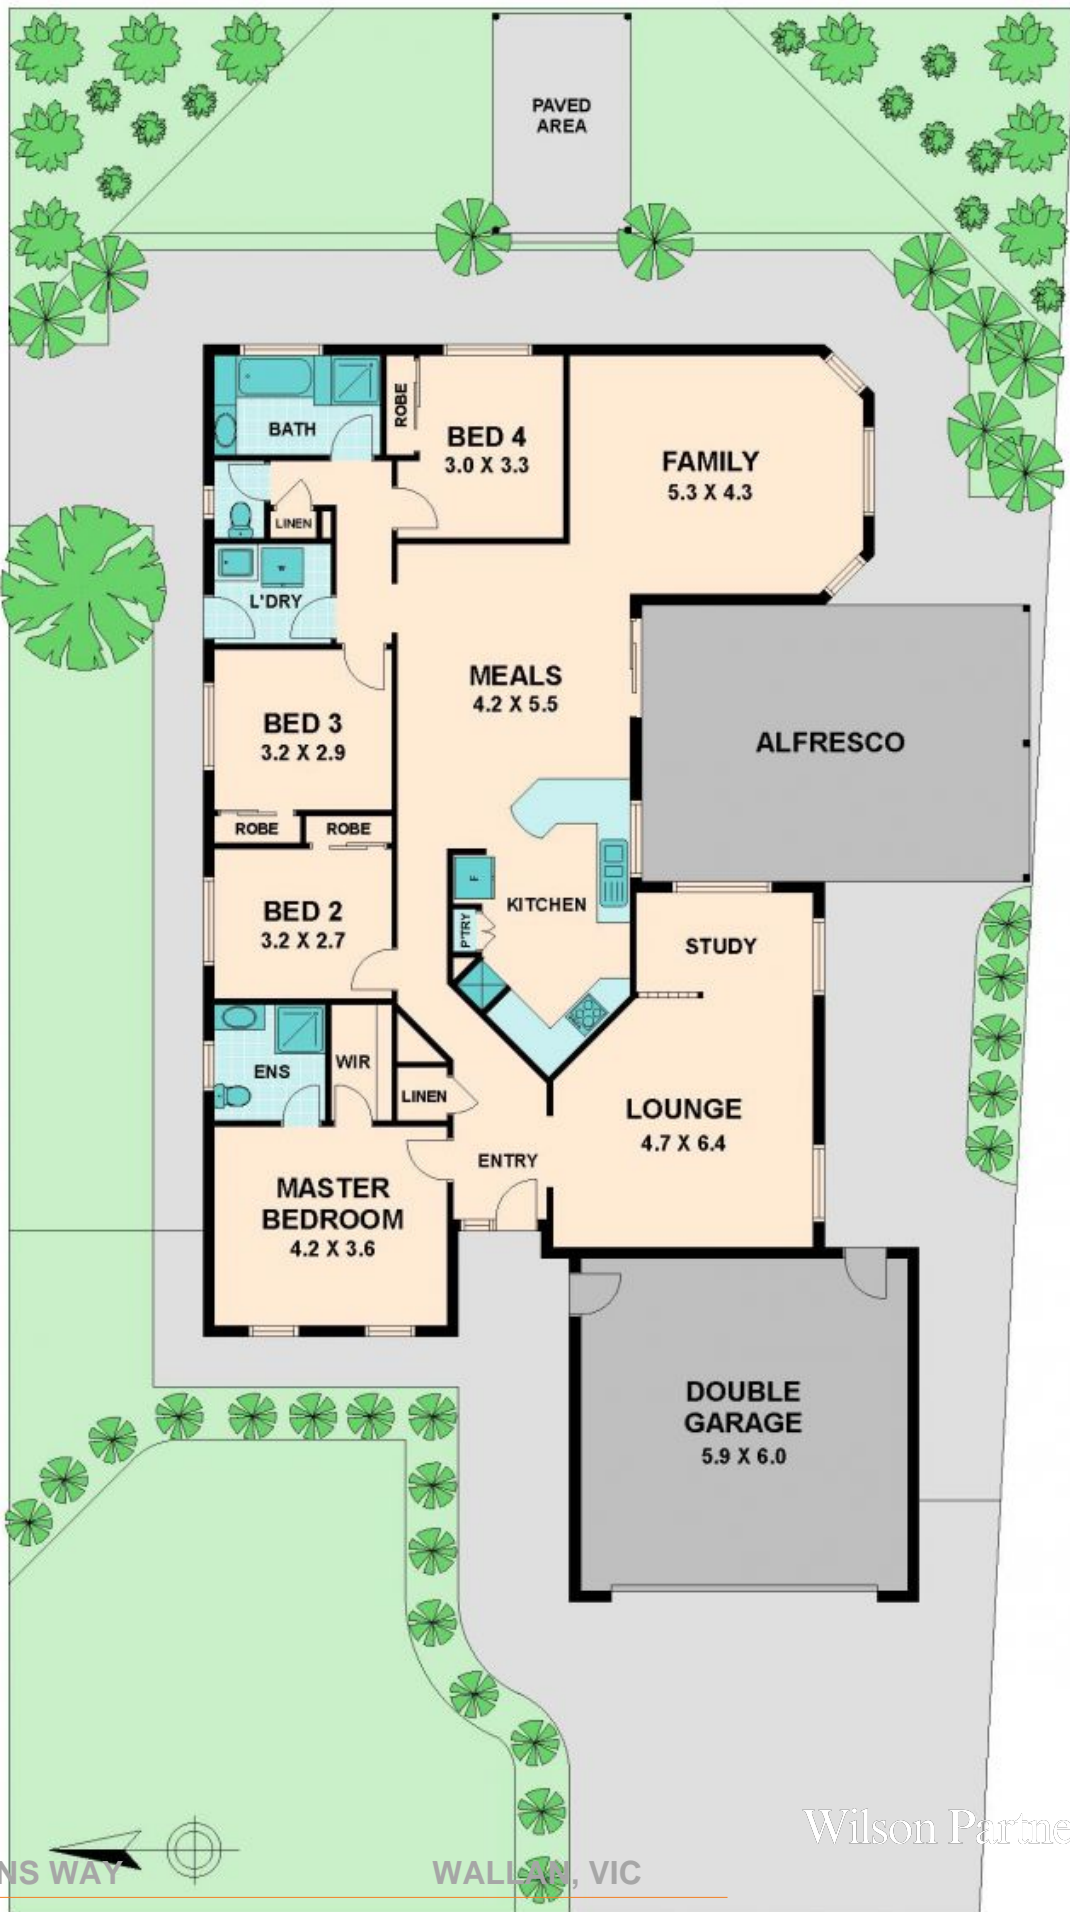 PAVED
AREA
BATH
ROBE
BED 4
3.0 X 3.3
FAMILY
5.3 X 4.3
LINEN
W
L'DRY
MEALS
4.2 X 5.5
BED 3
3.2 X 2.9
ALFRESCO
ROBE
ROBE
F
KITCHEN
BED 2
3.2 X 2.7
P'TRY
STUDY
ENS
WIR
LINEN
LOUNGE
4.7 X 6.4
ENTRY
MASTER
BEDROOM
4.2 X 3.6
DOUBLE
GARAGE
5.9 X 6.0
Wilson Partne
NS WAY
WALLAN, VIC